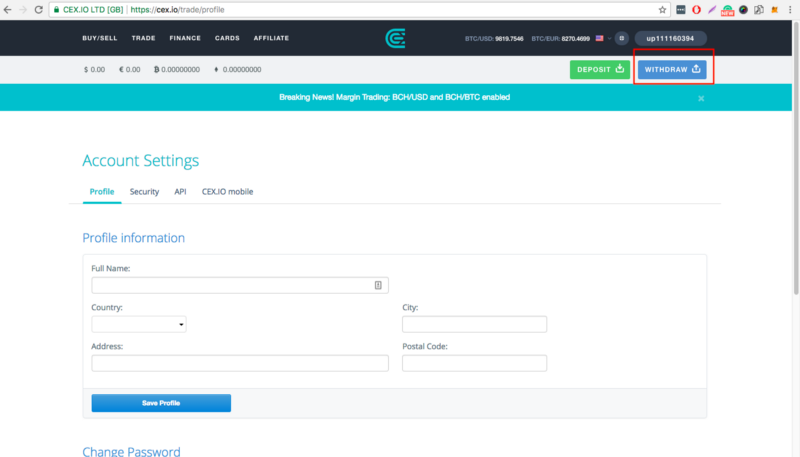 CEX.IO LTD [GB] https://cex.io/trade/profile
NEW
BUY/SELL TRADE FINANCE CARDS AFFILIATE BTC/USD: 9819.7546 BTC/EUR: 8270.4699 up111160394
$ 0.00 € 0.00 ₿ 0.00000000 ♦ 0.00000000 DEPOSIT WITHDRAW
Breaking News! Margin Trading: BCH/USD and BCH/BTC enabled ×
Account Settings
Profile Security API CEX.IO mobile
Profile information
Full Name:
Country: City:
Address: Postal Code:
Save Profile
Change Password